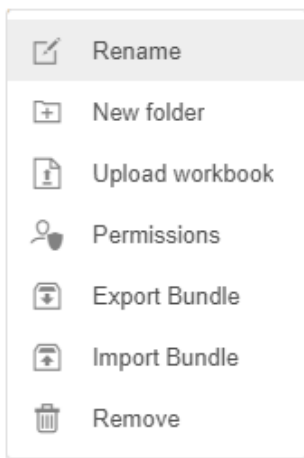 Rename
New folder
Upload workbook
Permissions
Export Bundle
Import Bundle
Remove